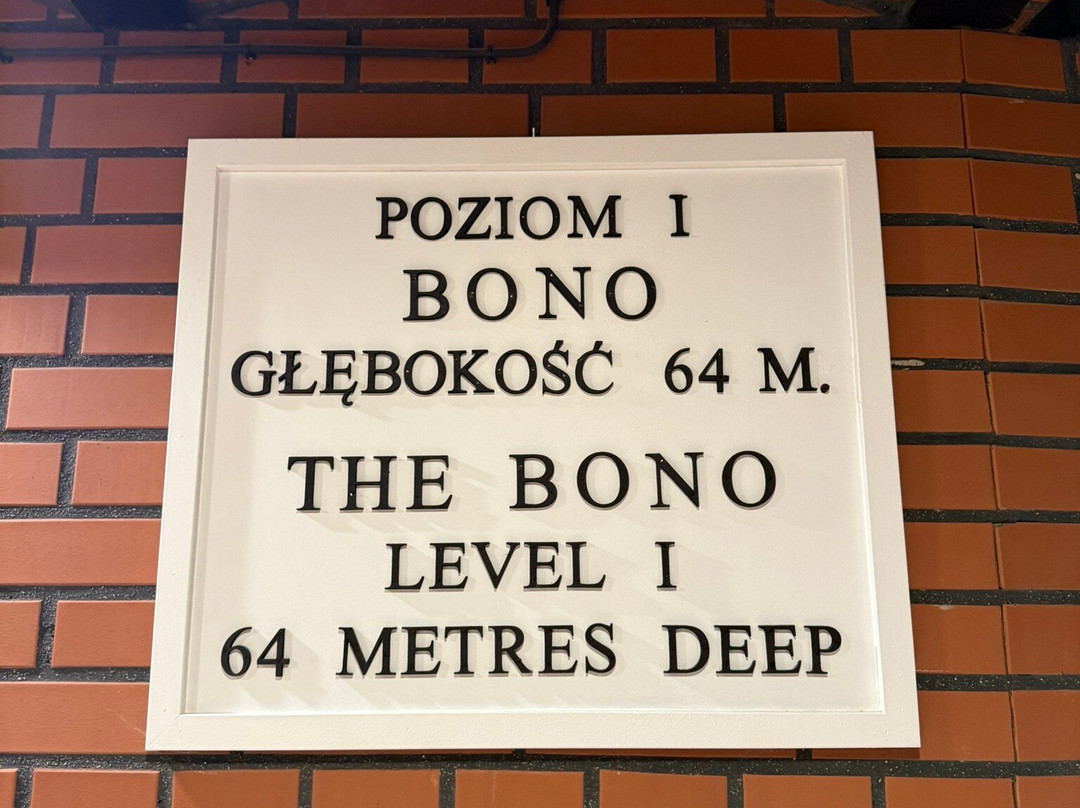 POZIOM I
BONO
GŁĘBOKOŚĆ 64 M.
THE BONO
LEVEL I
64 METRES DEEP